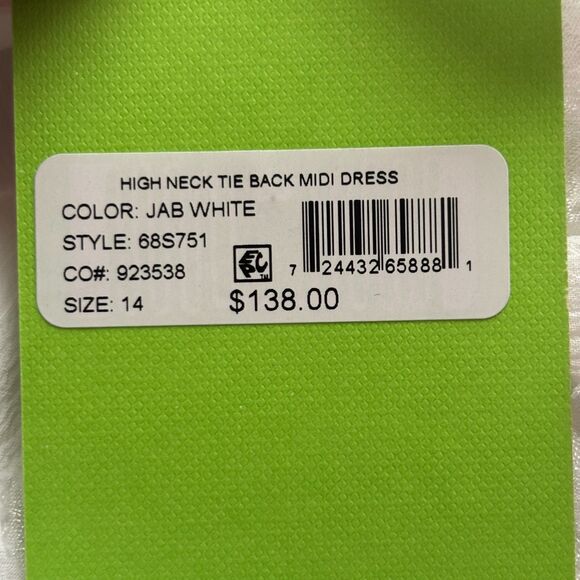 HIGH NECK TIE BACK MIDI DRESS
COLOR: JAB WHITE
STYLE: 68S751
CO#: 923538
EPC™
7 24432 65888 1
SIZE: 14
$138.00